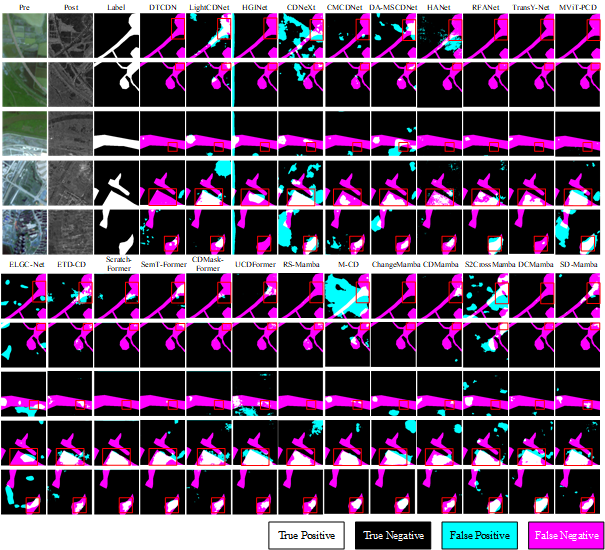 Pre Post Label DTCDN LightCDNet HGINet CDNeXt CMCDNet DA-MSCDNet HANet RFANet TransY-Net MViT-PCD
ELGC-Net ETD-CD Scratch-Former SemT-Former CDMask-Former UCDFormer RS-Mamba M-CD ChangeMamba CDMamba S2CrossMamba DCMamba SD-Mamba
True Positive True Negative False Positive False Negative